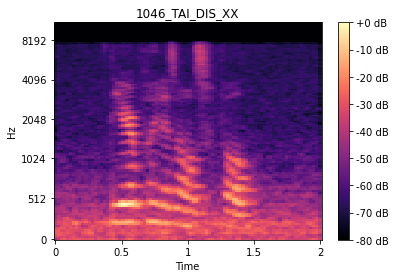 1046_TAI_DIS_XX
+0 dB
8192
-10 dB
4096
-20 dB
-30 dB
2048
Hz
-40 dB
1024
-50 dB
512
-60 dB
-70 dB
0
-80 dB
0 0.5 1 1.5 2
Time